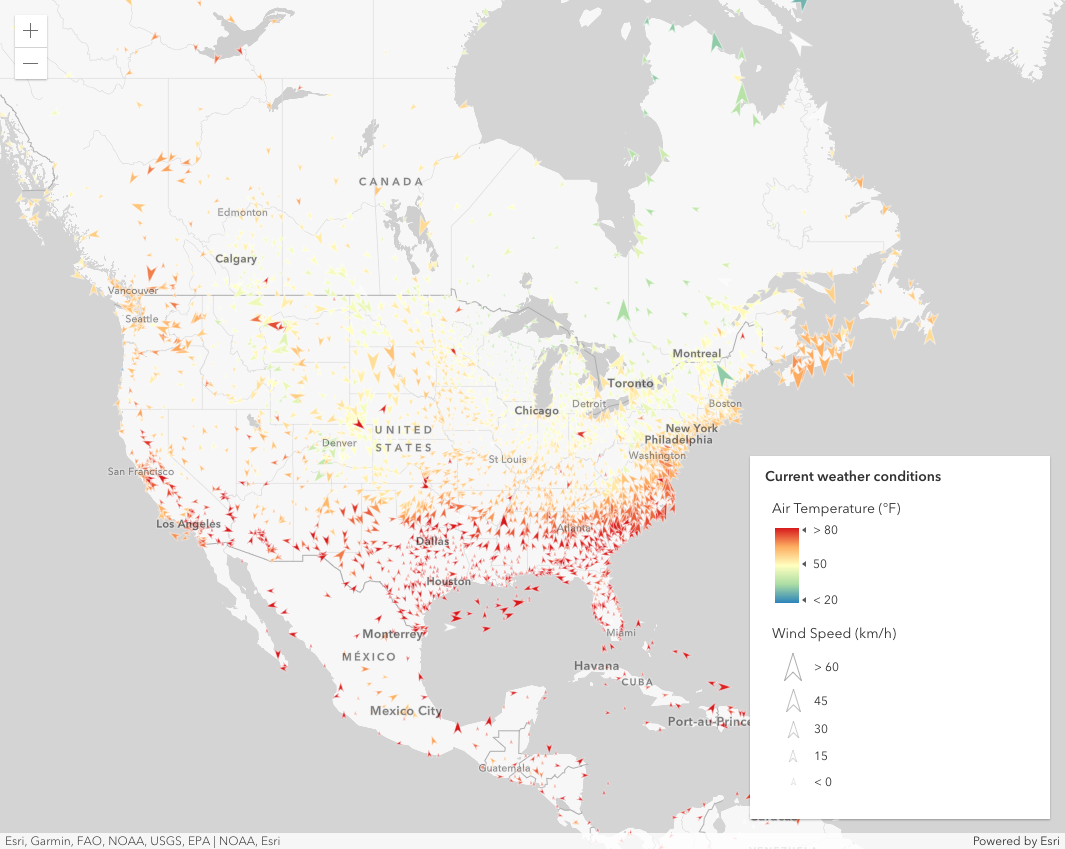 +
−
CANADA
Edmonton
Calgary
Vancouver
Seattle
Montreal
Toronto
Boston
Chicago
Detroit
New York
Philadelphia
UNITED
STATES
Denver
St Louis
Washington
San Francisco
Los Angeles
Atlanta
Dallas
Houston
Monterrey
Miami
MÉXICO
Havana
CUBA
Mexico City
Port-au-Prince
Guatemala
Current weather conditions
Air Temperature (°F)
> 80
50
< 20
Wind Speed (km/h)
> 60
45
30
15
< 0
Esri, Garmin, FAO, NOAA, USGS, EPA | NOAA, Esri
Powered by Esri